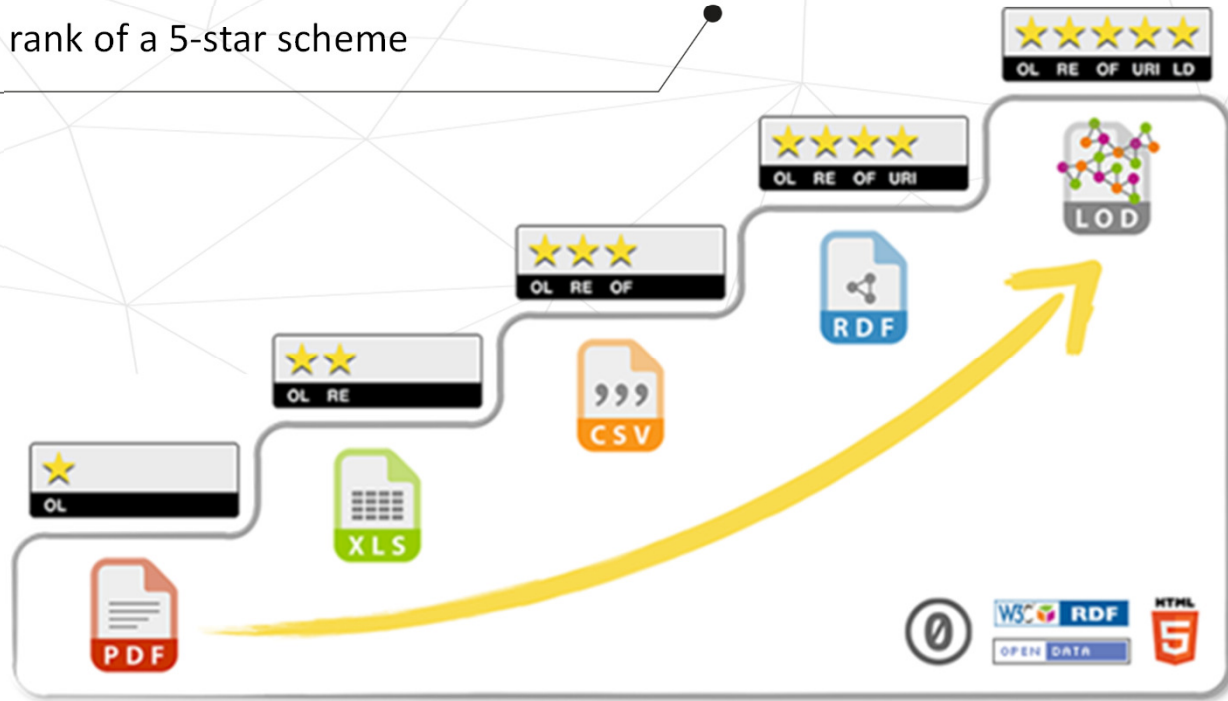 rank of a 5-star scheme
OL RE OF URI LD
LOD
OL RE OF URI
RDF
OL RE OF
CSV
OL RE
XLS
OL
PDF
0
W3C RDF
OPEN DATA
HTML
5